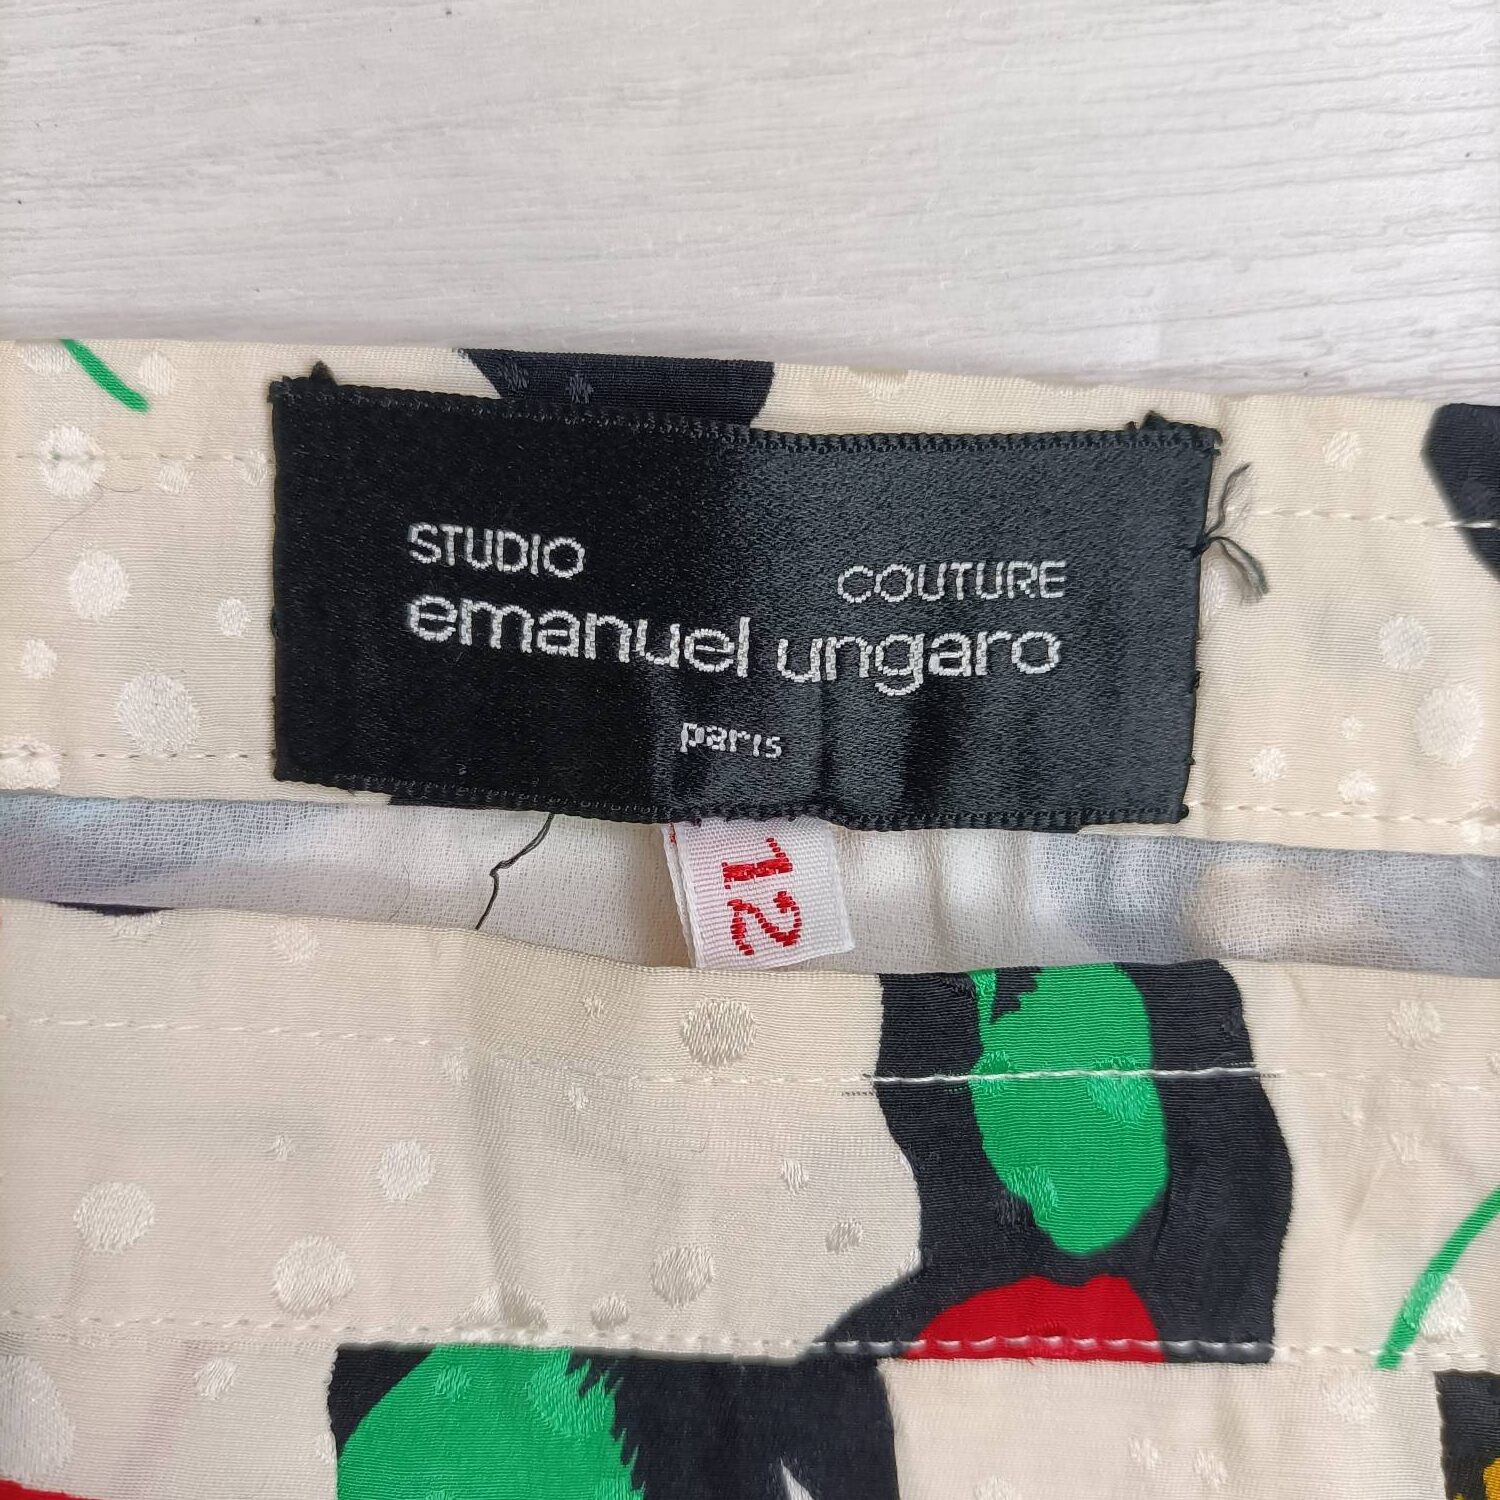 STUDIO COUTURE
emanuel ungaro
paris
12